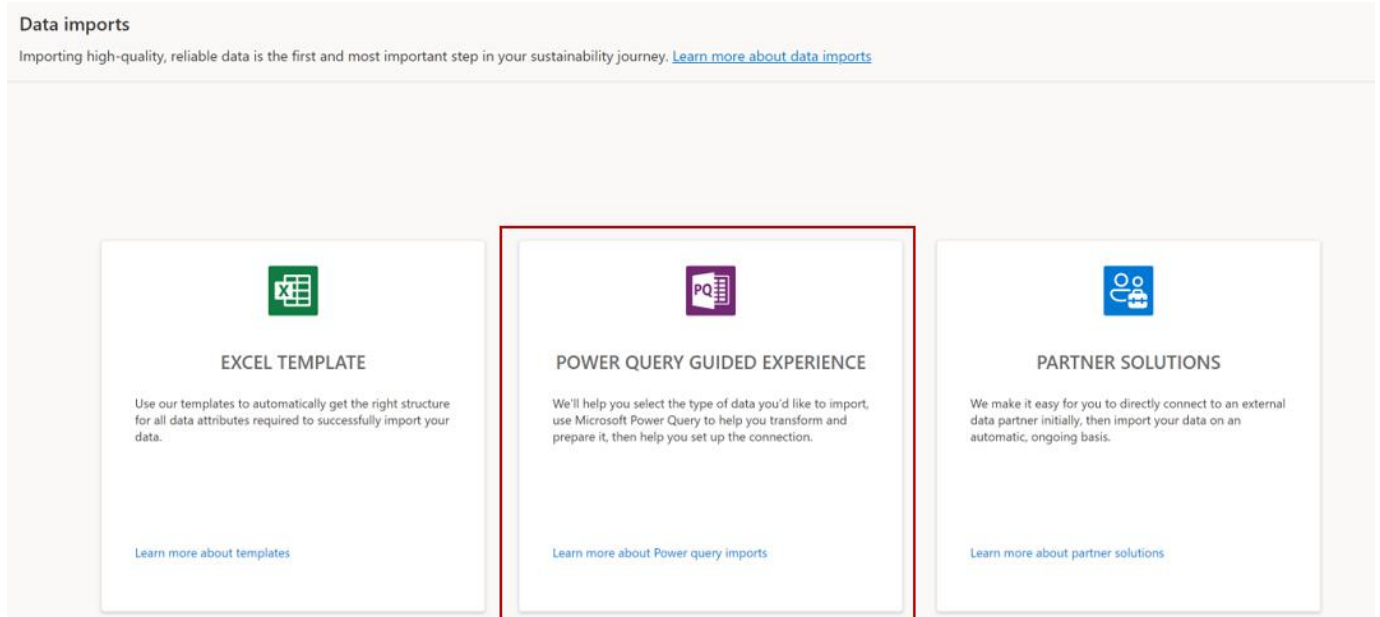 Data imports
Importing high-quality, reliable data is the first and most important step in your sustainability journey. Learn more about data imports
EXCEL TEMPLATE
Use our templates to automatically get the right structure
for all data attributes required to successfully import your
data.
Learn more about templates
PQ
POWER QUERY GUIDED EXPERIENCE
We'll help you select the type of data you'd like to import,
use Microsoft Power Query to help you transform and
prepare it, then help you set up the connection.
Learn more about Power query imports
PARTNER SOLUTIONS
We make it easy for you to directly connect to an external
data partner initially, then import your data on an
automatic, ongoing basis.
Learn more about partner solutions